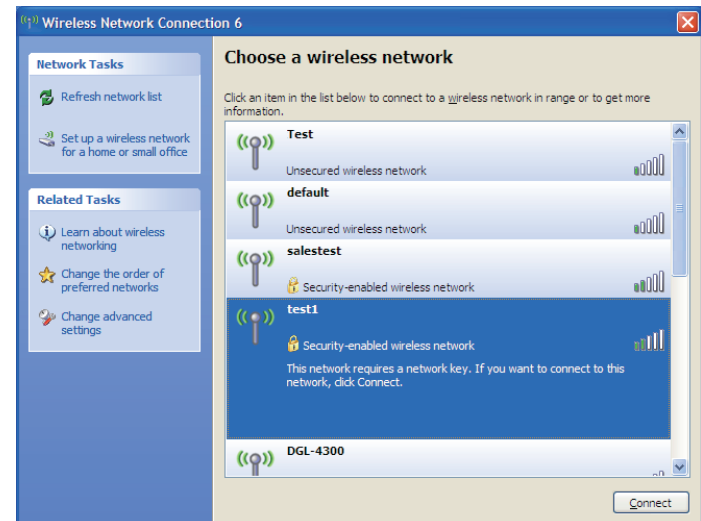 Wireless Network Connection 6
Network Tasks
Refresh network list
Set up a wireless network
for a home or small office
Related Tasks
Learn about wireless
networking
Change the order of
preferred networks
Change advanced
settings
Choose a wireless network
Click an item in the list below to connect to a wireless network in range or to get more
information.
Test
Unsecured wireless network
default
Unsecured wireless network
salestest
Security-enabled wireless network
test1
Security-enabled wireless network
This network requires a network key. If you want to connect to this
network, click Connect.
DGL-4300
Connect